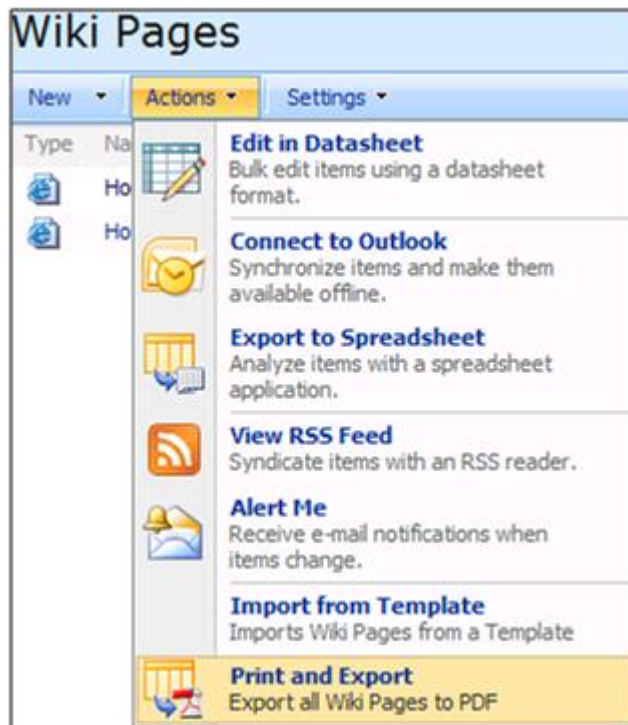 Wiki Pages
New Actions Settings
Type Na
Ho
Ho
Edit in Datasheet
Bulk edit items using a datasheet
format.
Connect to Outlook
Synchronize items and make them
available offline.
Export to Spreadsheet
Analyze items with a spreadsheet
application.
View RSS Feed
Syndicate items with an RSS reader.
Alert Me
Receive e-mail notifications when
items change.
Import from Template
Imports Wiki Pages from a Template
Print and Export
Export all Wiki Pages to PDF